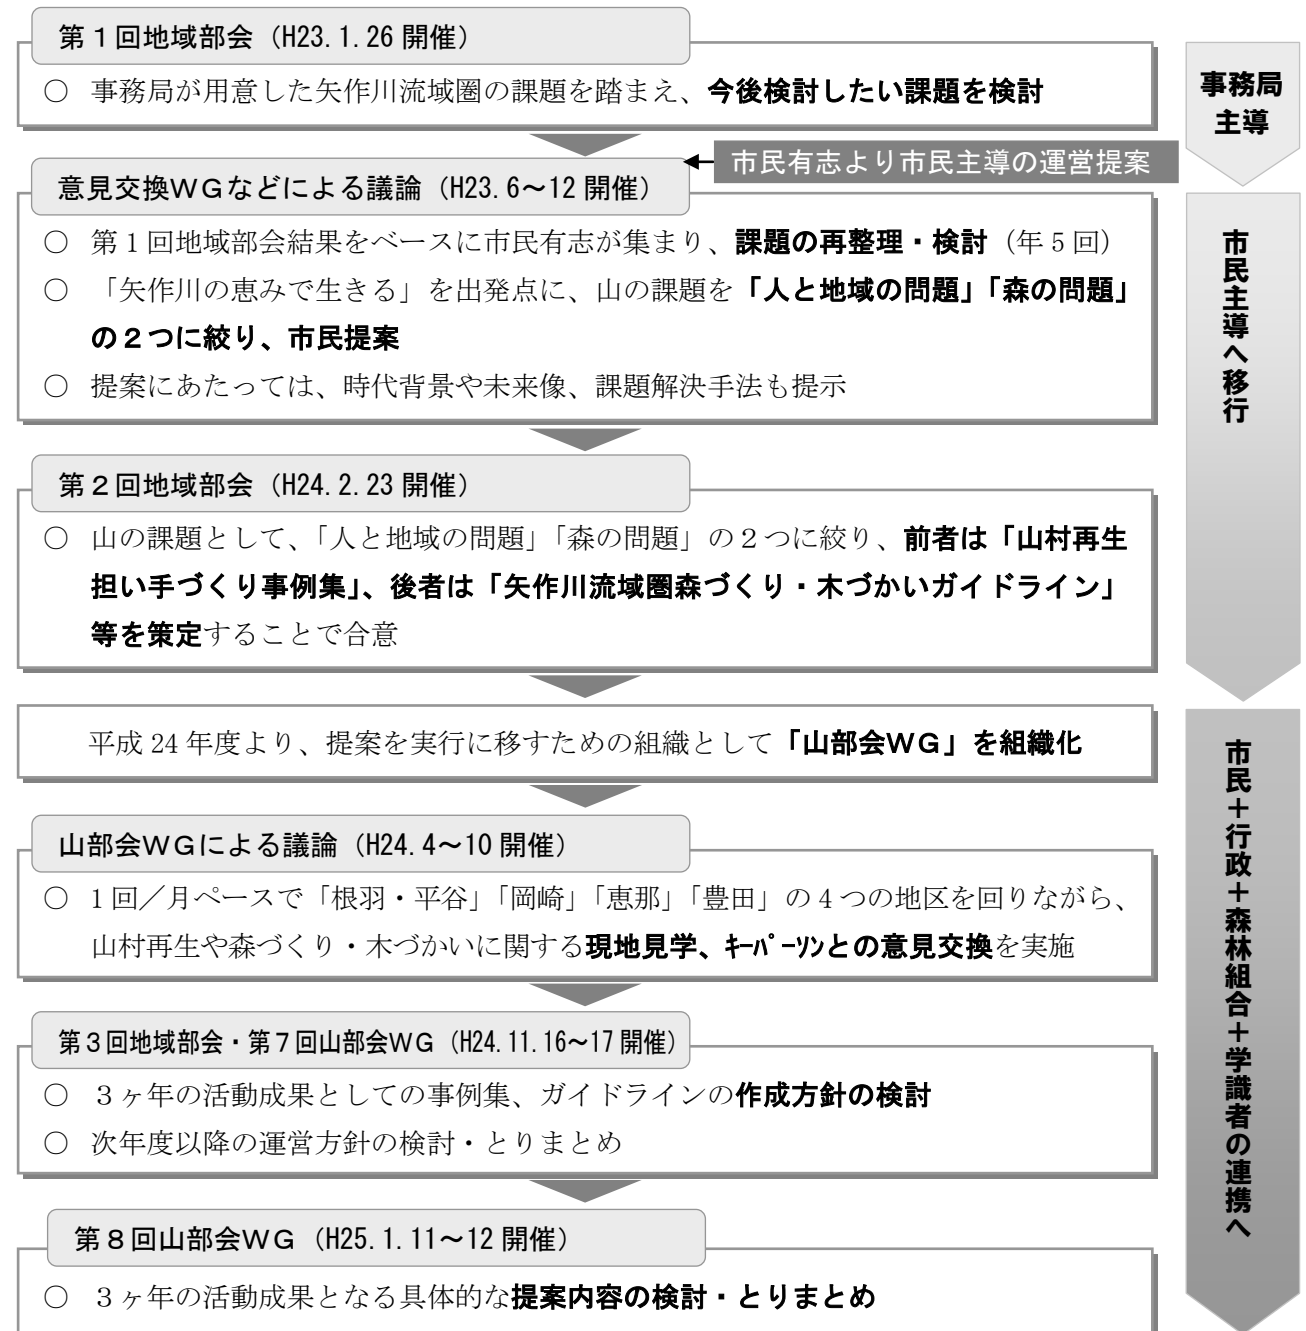 第１回地域部会（H23.1.26 開催）
○ 事務局が用意した矢作川流域圏の課題を踏まえ、今後検討したい課題を検討
事務局
主導
市民有志より市民主導の運営提案
意見交換ＷＧなどによる議論（H23.6～12 開催）
○ 第１回地域部会結果をベースに市民有志が集まり、課題の再整理・検討（年５回）
○ 「矢作川の恵みで生きる」を出発点に、山の課題を「人と地域の問題」「森の問題」
の２つに絞り、市民提案
○ 提案にあたっては、時代背景や未来像、課題解決手法も提示
市民主導へ移行
第２回地域部会（H24.2.23 開催）
○ 山の課題として、「人と地域の問題」「森の問題」の２つに絞り、前者は「山村再生
担い手づくり事例集」、後者は「矢作川流域圏森づくり・木づかいガイドライン」
等を策定することで合意
平成 24 年度より、提案を実行に移すための組織として「山部会ＷＧ」を組織化
山部会ＷＧによる議論（H24.4～10 開催）
○ 1 回／月ペースで「根羽・平谷」「岡崎」「恵那」「豊田」の 4 つの地区を回りながら、
山村再生や森づくり・木づかいに関する現地見学、ｷｰﾊﾟｰｿﾝとの意見交換を実施
市民＋行政＋森林組合＋学識者の連携へ
第３回地域部会・第７回山部会ＷＧ（H24.11.16～17 開催）
○ ３ヶ年の活動成果としての事例集、ガイドラインの作成方針の検討
○ 次年度以降の運営方針の検討・とりまとめ
第８回山部会ＷＧ（H25.1.11～12 開催）
○ ３ヶ年の活動成果となる具体的な提案内容の検討・とりまとめ